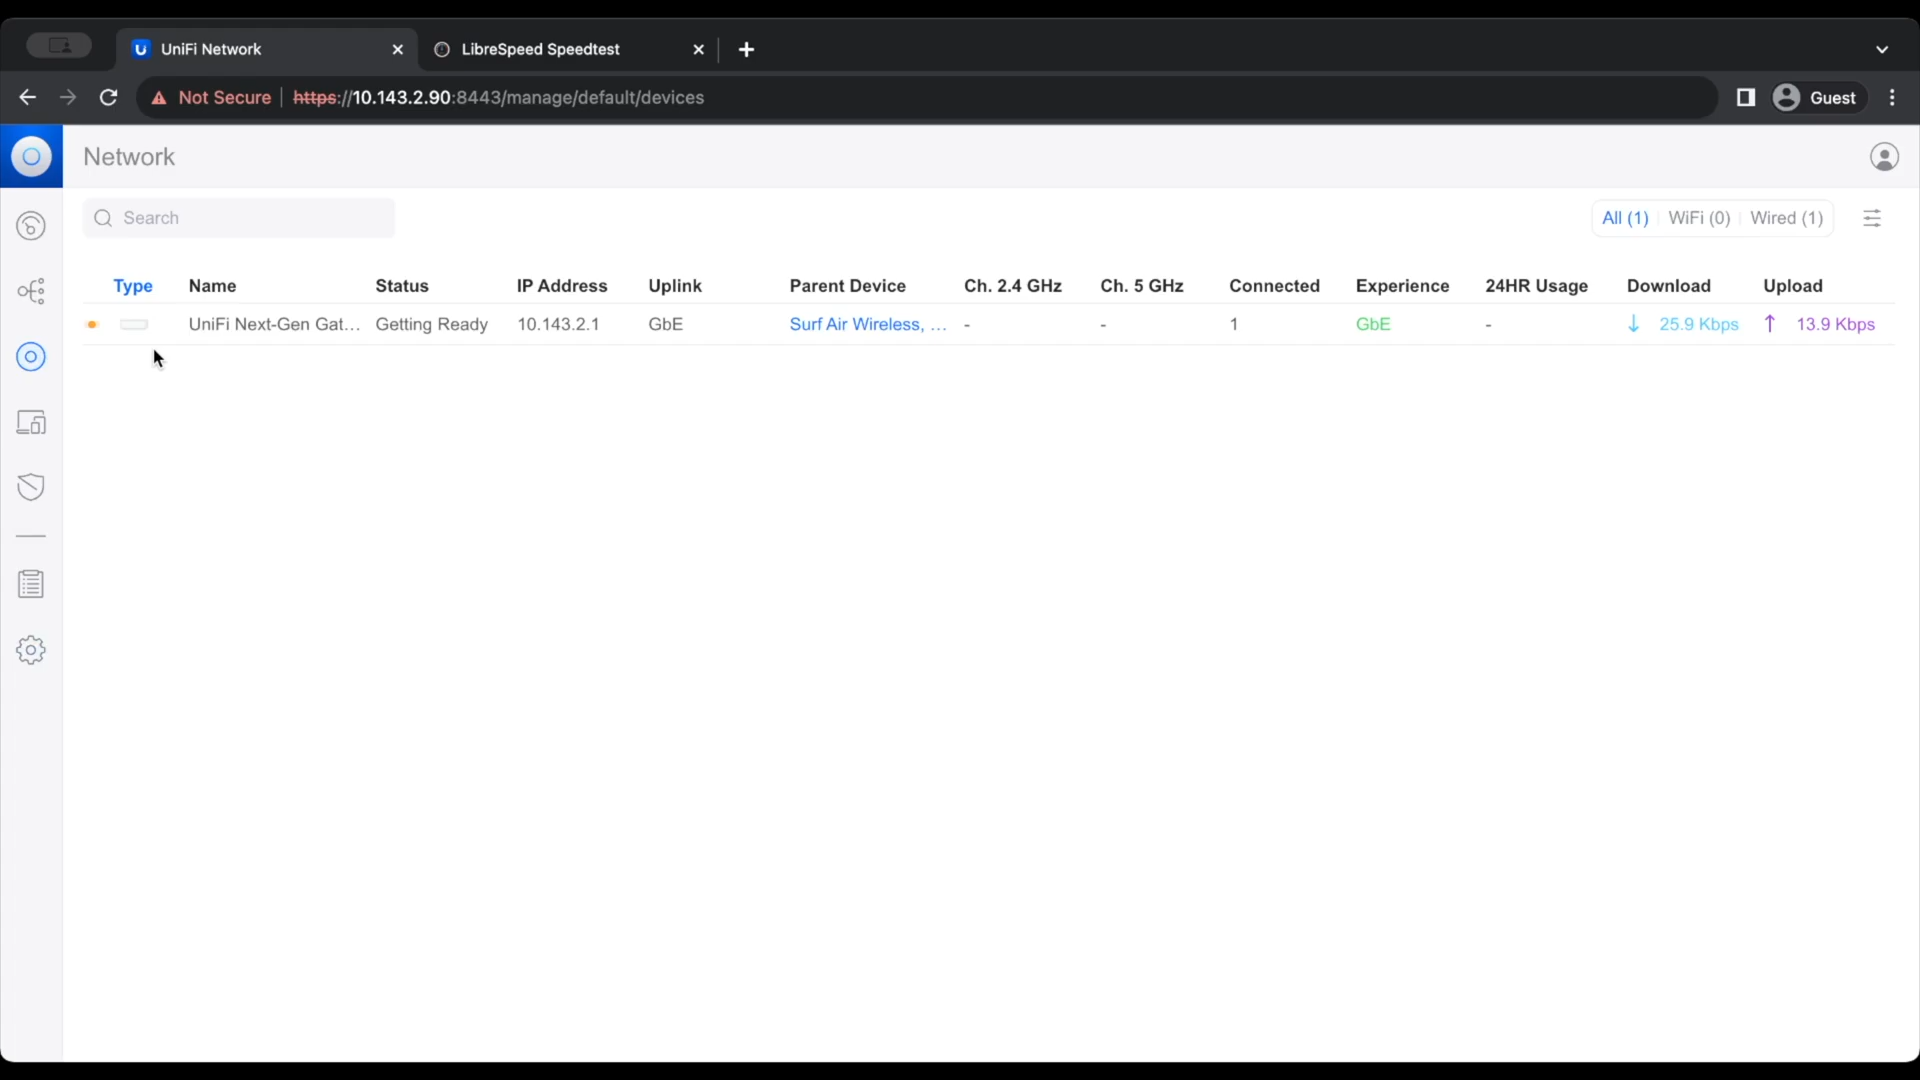 UniFi Network
LibreSpeed Speedtest
Not Secure https://10.143.2.90:8443/manage/default/devices
Guest
Network
Search
All (1) WiFi (0) Wired (1)
Type Name Status IP Address Uplink Parent Device Ch. 2.4 GHz Ch. 5 GHz Connected Experience 24HR Usage Download Upload
UniFi Next-Gen Gat... Getting Ready 10.143.2.1 GbE Surf Air Wireless, ... - - 1 GbE - ↓ 25.9 Kbps ↑ 13.9 Kbps